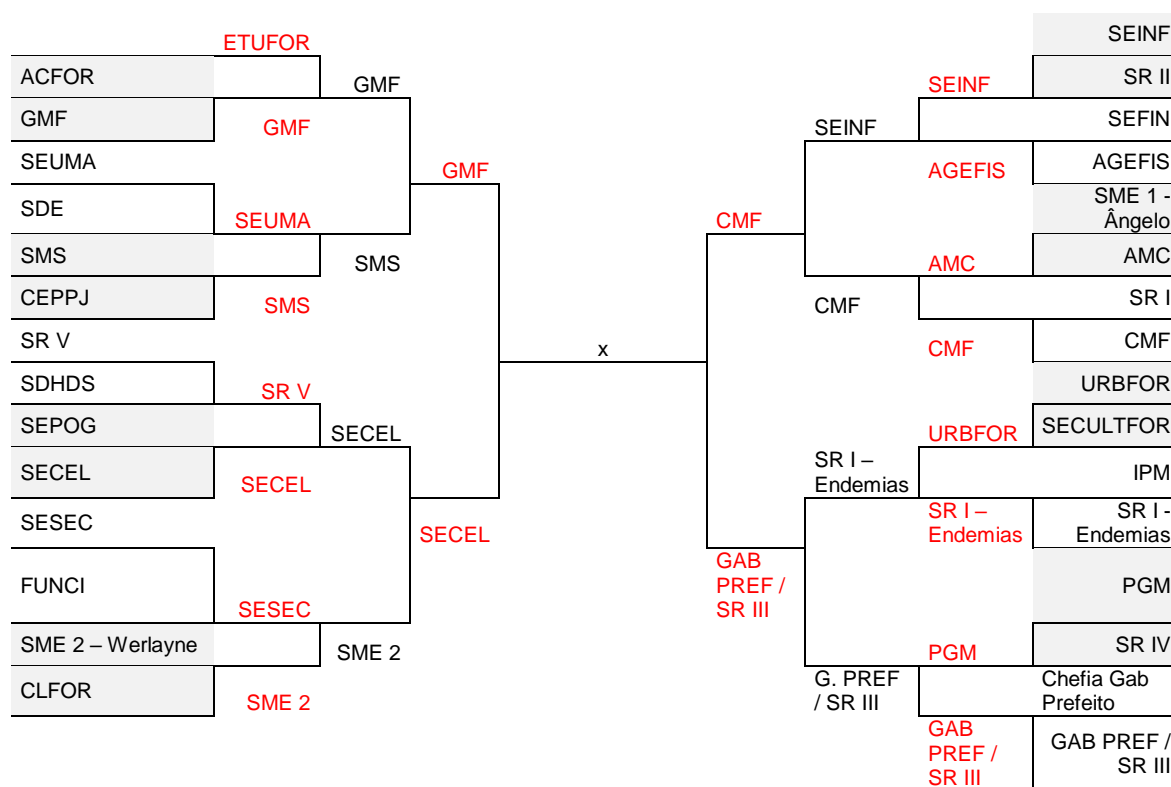 ETUFOR
ACFOR
GMF
GMF
GMF
SEUMA
GMF
SDE
SEUMA
SMS
SMS
CEPPJ
SMS
SR V
SDHDS
SR V
SEPOG
SECEL
SECEL
SECEL
SESEC
SECEL
FUNCI
SESEC
SME 2 – Werlayne
SME 2
CLFOR
SME 2
x
CMF
GAB
PREF /
SR III
SEINF
CMF
SR I –
Endemias
G. PREF
/ SR III
SEINF
AGEFIS
AMC
CMF
URBFOR
SR I –
Endemias
PGM
GAB
PREF /
SR III
SEINF
SR II
SEFIN
AGEFIS
SME 1 -
Ângelo
AMC
SR I
CMF
URBFOR
SECULTFOR
IPM
SR I -
Endemias
PGM
SR IV
Chefia Gab
Prefeito
GAB PREF /
SR III